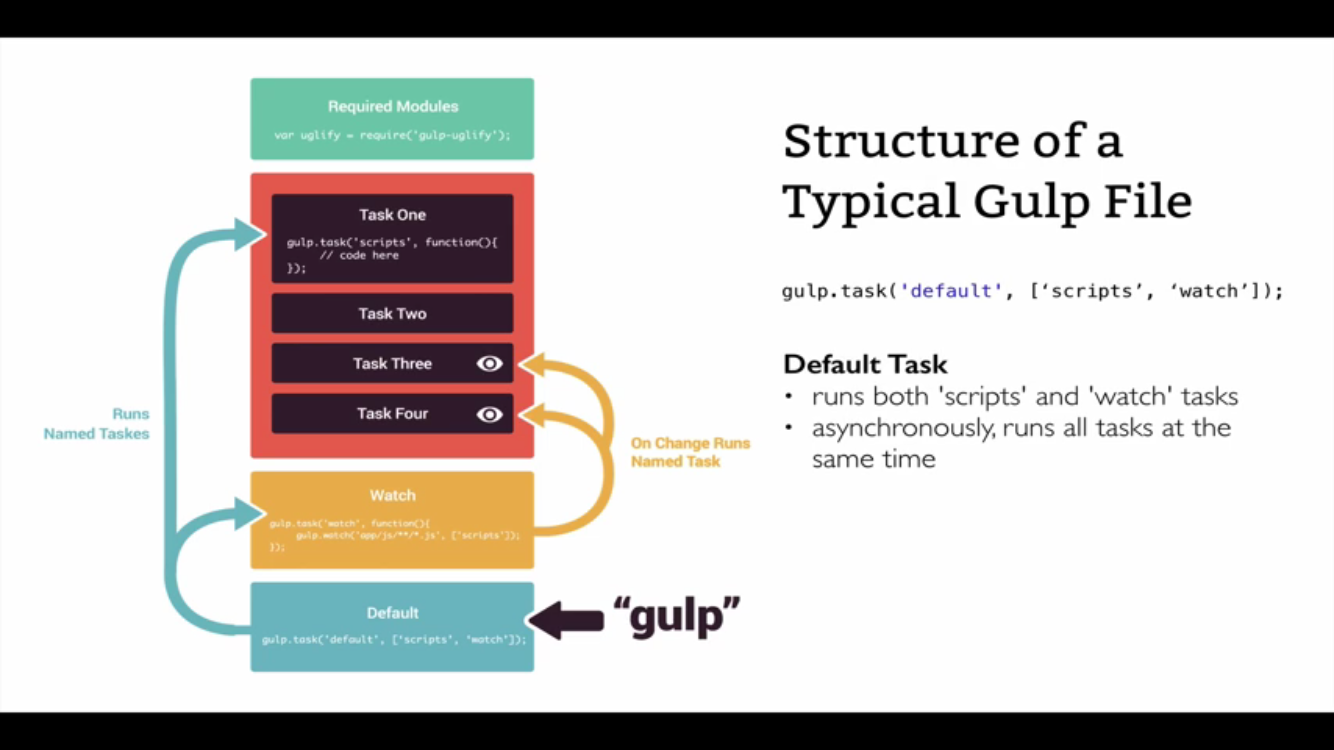 Required Modules
var uglify = require('gulp-uglify');
Task One
gulp.task('scripts', function(){
// code here
});
Task Two
Task Three
Task Four
Runs
Named Taskes
On Change Runs
Named Task
Watch
gulp.task('watch', function(){
gulp.watch('app/js/**/*.js', ['scripts']);
});
Default
gulp.task('default', ['scripts', 'watch']);
“gulp”
Structure of a
Typical Gulp File
gulp.task('default', [‘scripts’, ‘watch’]);
Default Task
• runs both 'scripts' and 'watch' tasks
• asynchronously, runs all tasks at the
same time